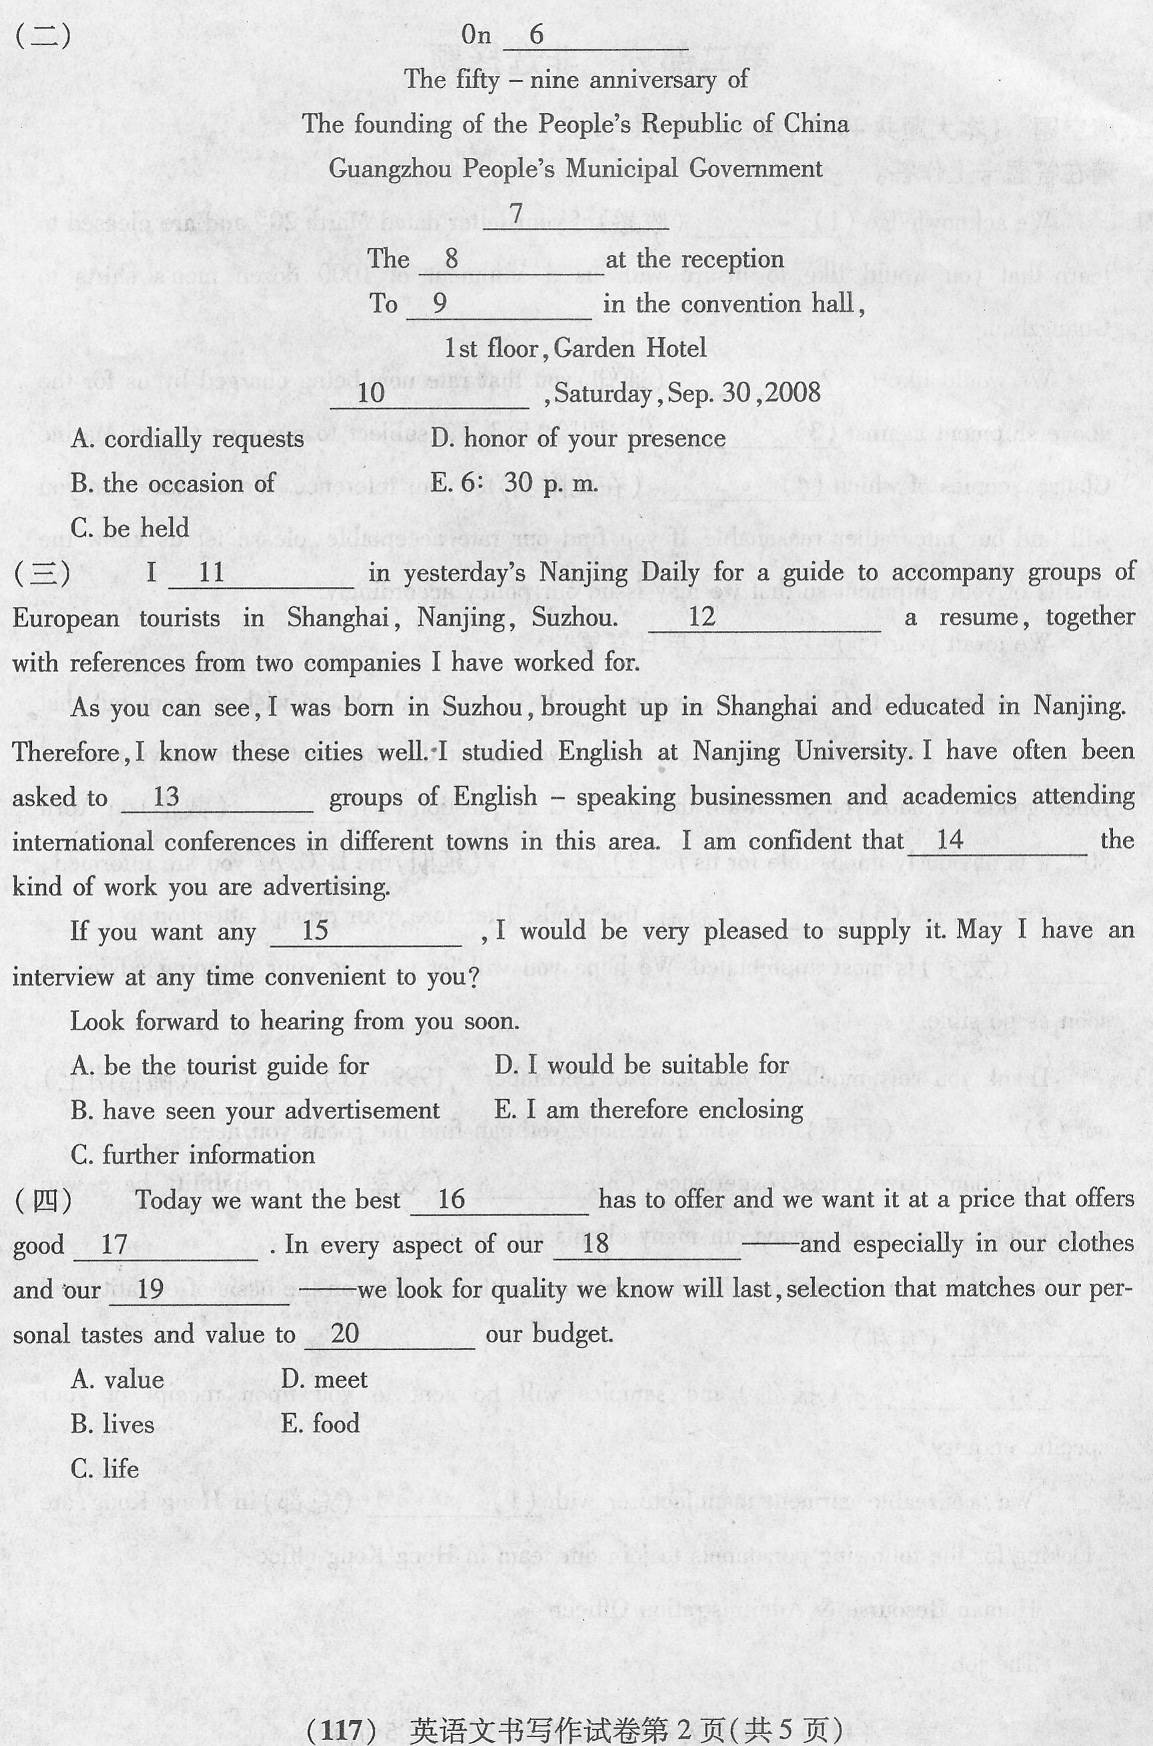 (二) On 6
The fifty – nine anniversary of
The founding of the People's Republic of China
Guangzhou People's Municipal Government
7
The 8 at the reception
To 9 in the convention hall,
1st floor, Garden Hotel
10 , Saturday, Sep. 30, 2008
A. cordially requests D. honor of your presence
B. the occasion of E. 6: 30 p. m.
C. be held
(三) I 11 in yesterday's Nanjing Daily for a guide to accompany groups of
European tourists in Shanghai, Nanjing, Suzhou. 12 a resume, together
with references from two companies I have worked for.
As you can see, I was born in Suzhou, brought up in Shanghai and educated in Nanjing.
Therefore, I know these cities well. I studied English at Nanjing University. I have often been
asked to 13 groups of English – speaking businessmen and academics attending
international conferences in different towns in this area. I am confident that 14 the
kind of work you are advertising.
If you want any 15 , I would be very pleased to supply it. May I have an
interview at any time convenient to you?
Look forward to hearing from you soon.
A. be the tourist guide for D. I would be suitable for
B. have seen your advertisement E. I am therefore enclosing
C. further information
(四) Today we want the best 16 has to offer and we want it at a price that offers
good 17 . In every aspect of our 18 ——and especially in our clothes
and our 19 ——we look for quality we know will last, selection that matches our per-
sonal tastes and value to 20 our budget.
A. value D. meet
B. lives E. food
C. life
(117) 英语文书写作试卷第 2 页(共 5 页)